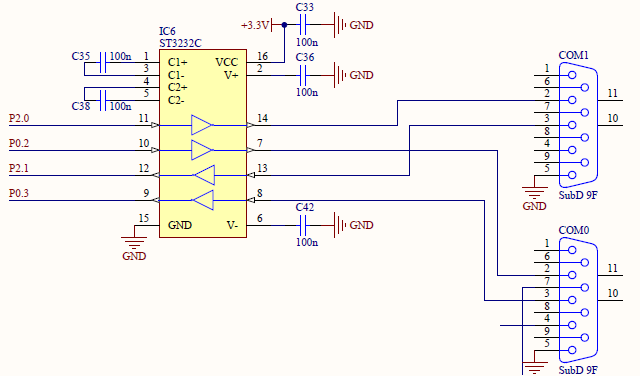 C33
+3.3V
GND
100n
IC6
ST3232C
C35 100n 1 C1+ VCC 16
3 C1- V+ 2
C36
GND
100n
4 C2+
C38 100n 5 C2-
P2.0 11 14
P0.2 10 7
P2.1 12 13
P0.3 9 8
15 GND V- 6
C42
GND
100n
GND
COM1
1
6
2 11
7
3 10
8
4
9
5
GND SubD 9F
COM0
1
6
2 11
7
3 10
8
4
9
5
SubD 9F